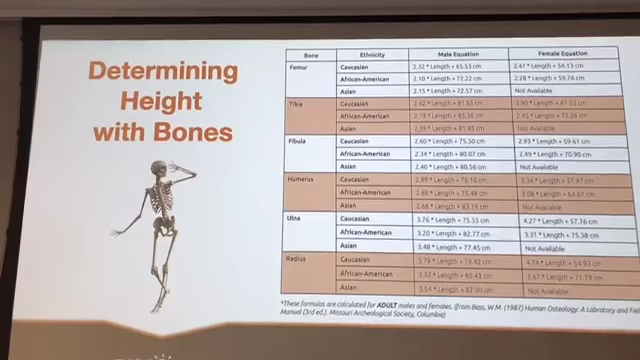 Determining
Height
with Bones
Bone Ethnicity Male Equation Female Equation
Femur Caucasian 2.32 * Length + 65.53 cm 2.47 * Length + 54.13 cm
African-American 2.10 * Length + 72.22 cm 2.28 * Length + 59.76 cm
Asian 2.15 * Length + 72.57 cm Not Available
Tibia Caucasian 2.42 * Length + 81.93 cm 2.90 * Length + 61.53 cm
African-American 2.19 * Length + 85.36 cm 2.45 * Length + 72.56 cm
Asian 2.39 * Length + 81.45 cm Not Available
Fibula Caucasian 2.60 * Length + 75.50 cm 2.93 * Length + 59.61 cm
African-American 2.34 * Length + 80.07 cm 2.49 * Length + 70.90 cm
Asian 2.40 * Length + 80.56 cm Not Available
Humerus Caucasian 2.89 * Length + 78.10 cm 3.36 * Length + 57.97 cm
African-American 2.88 * Length + 75.48 cm 3.08 * Length + 64.67 cm
Asian 2.68 * Length + 83.19 cm Not Available
Ulna Caucasian 3.76 * Length + 75.55 cm 4.27 * Length + 57.76 cm
African-American 3.20 * Length + 82.77 cm 3.31 * Length + 75.38 cm
Asian 3.48 * Length + 77.45 cm Not Available
Radius Caucasian 3.79 * Length + 79.42 cm 4.74 * Length + 54.93 cm
African-American 3.32 * Length + 85.43 cm 3.67 * Length + 71.79 cm
Asian 3.54 * Length + 82.00 cm Not Available
*These formulas are calculated for ADULT males and females. (from Bass, W.M. (1987) Human Osteology: A Labratory and Fiel
Manual (3rd ed.). Missouri Archeological Society, Columbia)